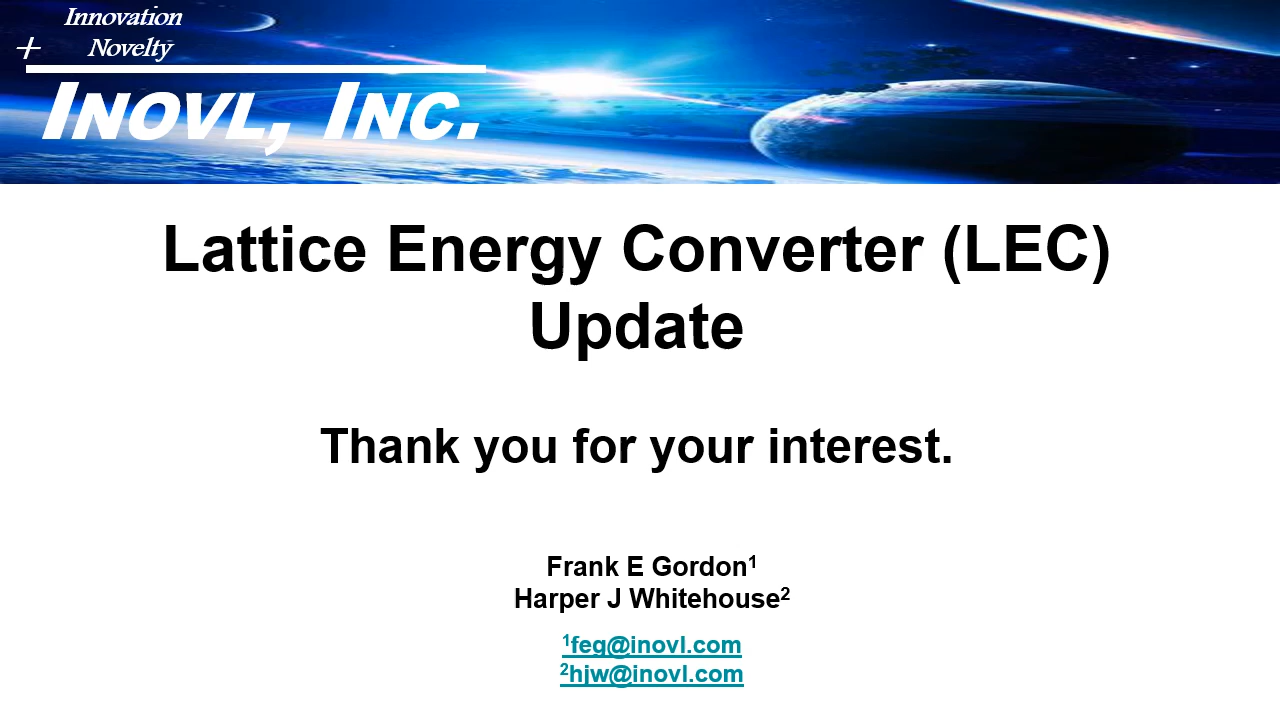 Innovation
+ Novelty
INOVL, INC.
Lattice Energy Converter (LEC)
Update
Thank you for your interest.
Frank E Gordon¹
Harper J Whitehouse²
¹feg@inovl.com
²hjw@inovl.com